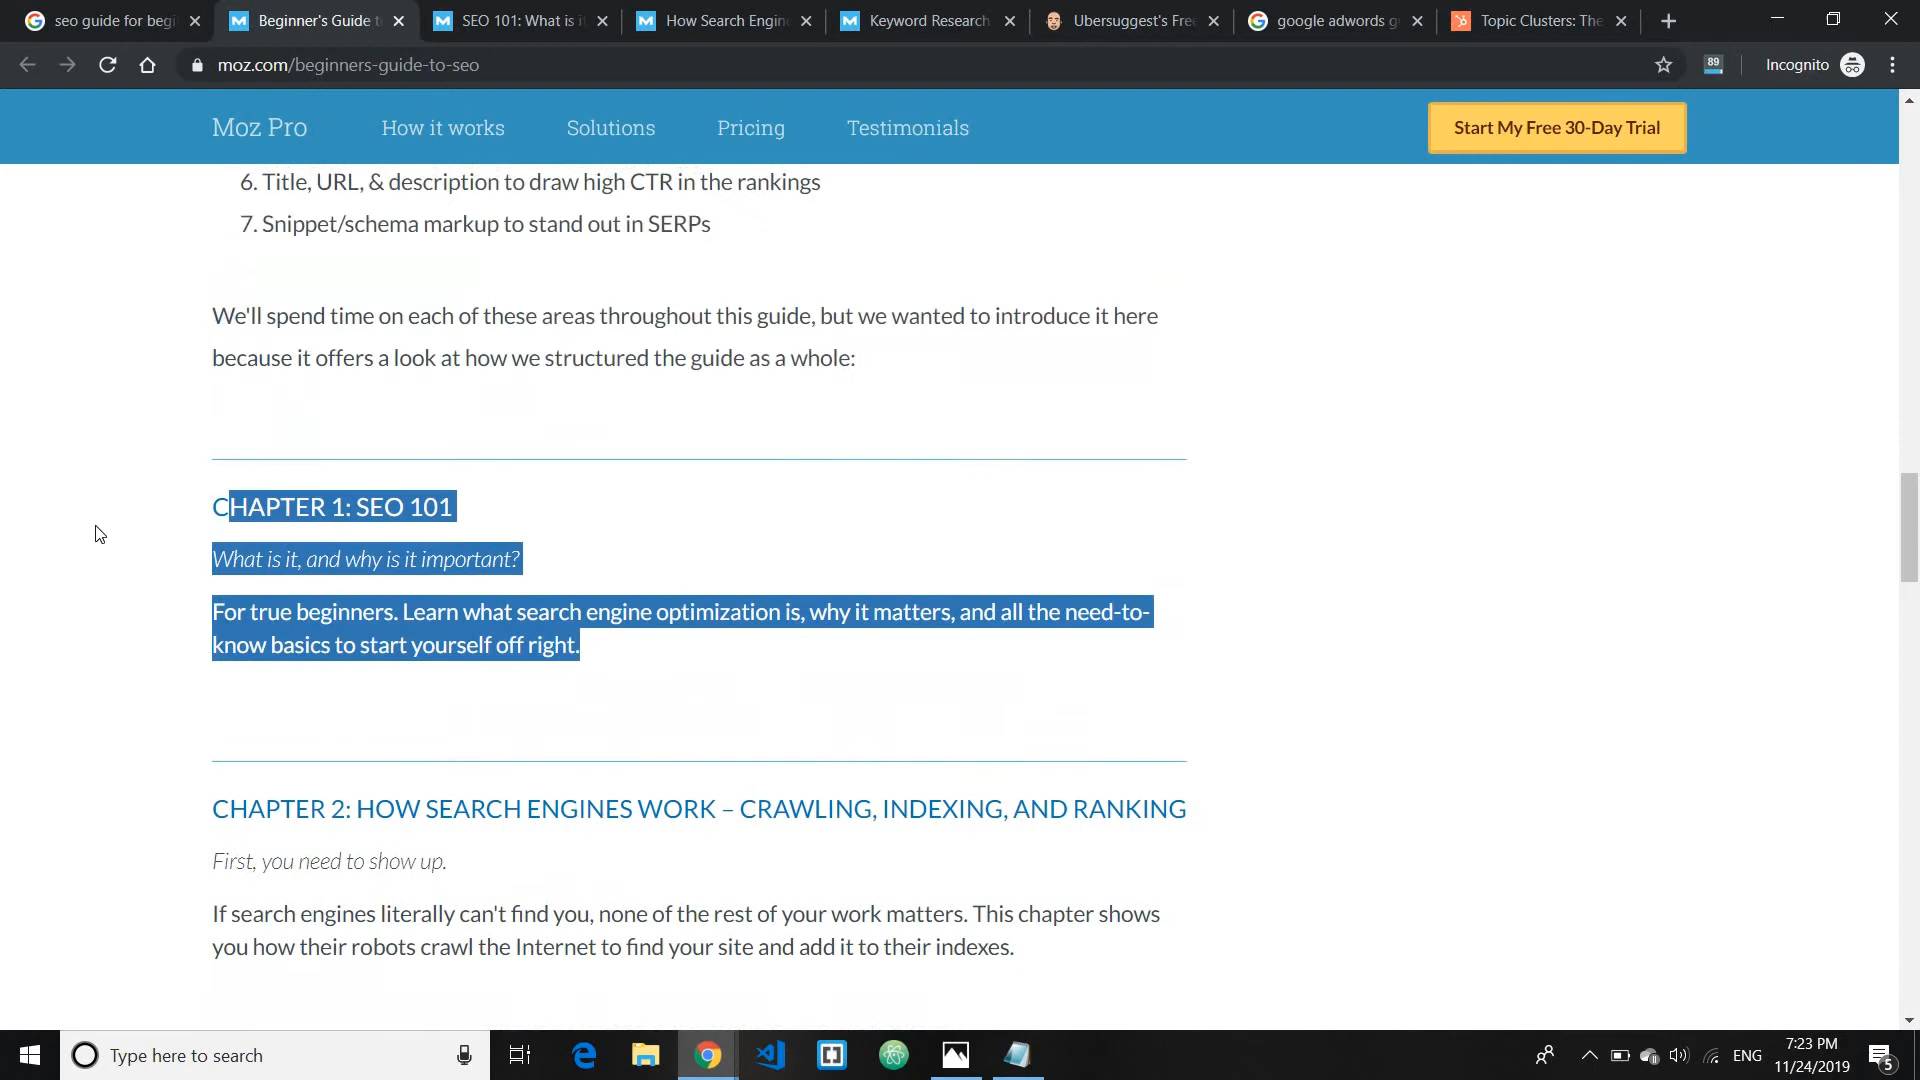 seo guide for begi
Beginner's Guide t
SEO 101: What is i
How Search Engin
Keyword Research
Ubersuggest's Fre
google adwords g
Topic Clusters: The
moz.com/beginners-guide-to-seo
89
Incognito
Moz Pro
How it works
Solutions
Pricing
Testimonials
Start My Free 30-Day Trial
6. Title, URL, & description to draw high CTR in the rankings
7. Snippet/schema markup to stand out in SERPs
We'll spend time on each of these areas throughout this guide, but we wanted to introduce it here
because it offers a look at how we structured the guide as a whole:
CHAPTER 1: SEO 101
What is it, and why is it important?
For true beginners. Learn what search engine optimization is, why it matters, and all the need-to-
know basics to start yourself off right.
CHAPTER 2: HOW SEARCH ENGINES WORK – CRAWLING, INDEXING, AND RANKING
First, you need to show up.
If search engines literally can't find you, none of the rest of your work matters. This chapter shows
you how their robots crawl the Internet to find your site and add it to their indexes.
Type here to search
ENG
7:23 PM
11/24/2019
5